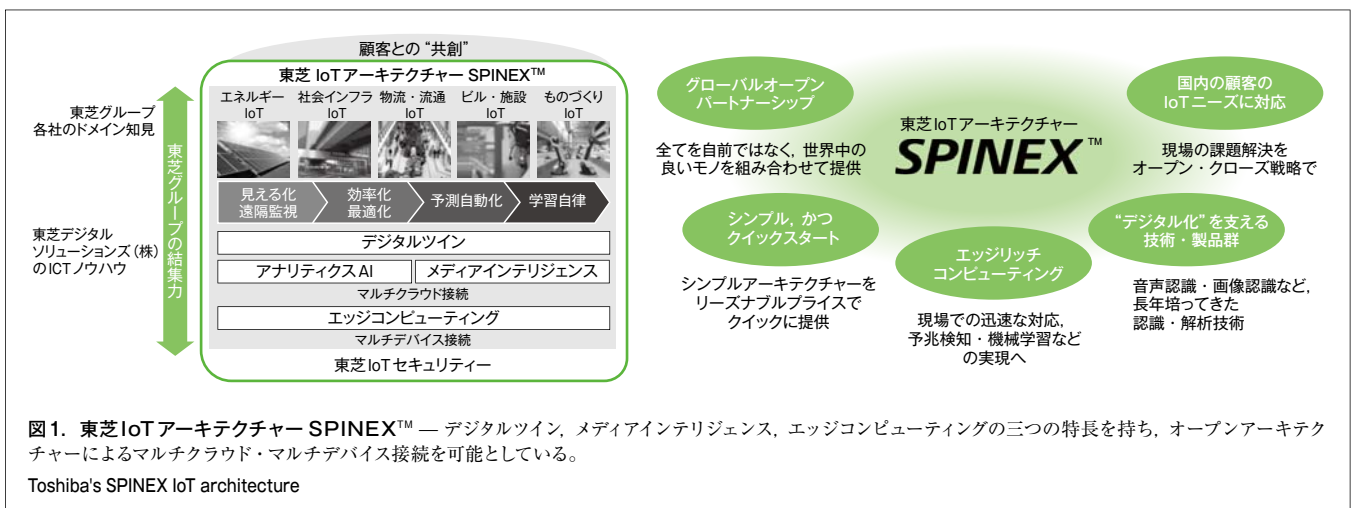 顧客との“共創”
東芝 IoTアーキテクチャー SPINEX™
東芝グループ
各社のドメイン知見
東芝デジタル
ソリューションズ(株)
のICTノウハウ
東芝グループの結集力
エネルギー
IoT
社会インフラ
IoT
物流・流通
IoT
ビル・施設
IoT
ものづくり
IoT
見える化
遠隔監視
効率化
最適化
予測自動化
学習自律
デジタルツイン
アナリティクスAI
メディアインテリジェンス
マルチクラウド接続
エッジコンピューティング
マルチデバイス接続
東芝IoTセキュリティー
グローバルオープン
パートナーシップ
全てを自前ではなく,世界中の
良いモノを組み合わせて提供
東芝IoTアーキテクチャー
SPINEX™
国内の顧客の
IoTニーズに対応
現場の課題解決を
オープン・クローズ戦略で
シンプル,かつ
クイックスタート
シンプルアーキテクチャーを
リーズナブルプライスで
クイックに提供
エッジリッチ
コンピューティング
現場での迅速な対応,
予兆検知・機械学習など
の実現へ
“デジタル化”を支える
技術・製品群
音声認識・画像認識など,
長年培ってきた
認識・解析技術
図1. 東芝IoTアーキテクチャー SPINEX™ — デジタルツイン,メディアインテリジェンス,エッジコンピューティングの三つの特長を持ち,オープンアーキテク
チャーによるマルチクラウド・マルチデバイス接続を可能としている。
Toshiba's SPINEX IoT architecture